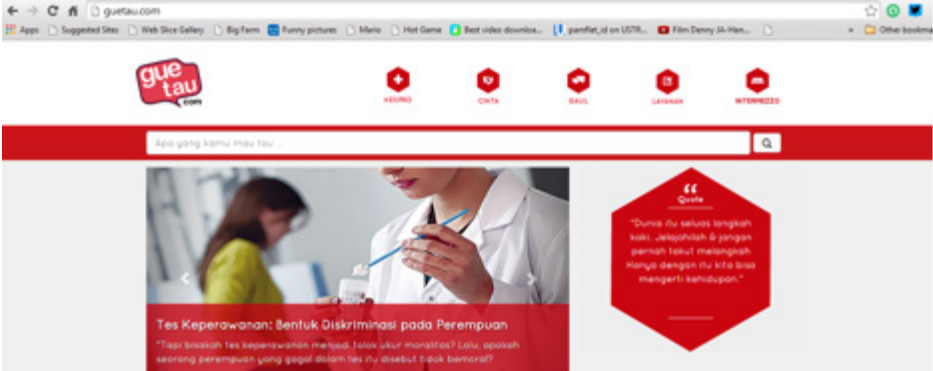 guetau.com
Apps Suggested Sites Web Slice Gallery Big Farm Funny pictures Mario Hot Game Best video downloa... pamflet_id on USTR... Film Denny JA-Han... » Other bookma
gue tau .com
KESPRO CINTA GAUL LAYANAN INTERMEZZO
Apa yang kamu mau tau ...
“
Quote
"Dunia itu seluas langkah
kaki. Jelajahilah & jangan
pernah takut melangkah.
Hanya dengan itu kita bisa
mengerti kehidupan."
Tes Keperawanan: Bentuk Diskriminasi pada Perempuan
"Tapi bisakah tes keperawanan menjadi tolok ukur moralitas? Lalu, apakah
seorang perempuan yang gagal dalam tes itu disebut tidak bermoral?